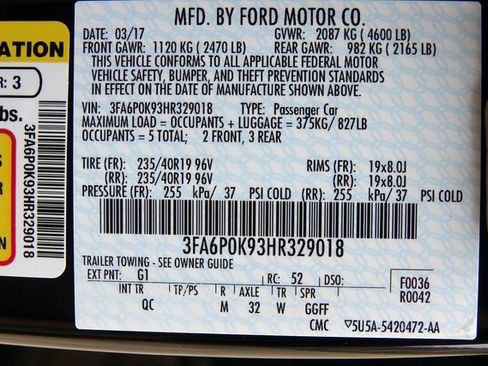 MFD. BY FORD MOTOR CO.
DATE: 03/17 GVWR: 2087 KG ( 4600 LB)
FRONT GAWR: 1120 KG ( 2470 LB) REAR GAWR: 982 KG ( 2165 LB)
THIS VEHICLE CONFORMS TO ALL APPLICABLE FEDERAL MOTOR
VEHICLE SAFETY, BUMPER, AND THEFT PREVENTION STANDARDS
IN EFFECT ON THE DATE OF MANUFACTURE SHOWN ABOVE.
VIN: 3FA6P0K93HR329018 TYPE: Passenger Car
MAXIMUM LOAD = OCCUPANTS + LUGGAGE = 375KG/ 827LB
OCCUPANTS = 5 TOTAL; 2 FRONT, 3 REAR
TIRE (FR): 235/40R19 96V RIMS (FR): 19x8.0J
(RR): 235/40R19 96V (RR): 19x8.0J
PRESSURE (FR): 255 kPa/ 37 PSI COLD (RR): 255 kPa/ 37 PSI COLD
3FA6P0K93HR329018
TRAILER TOWING - SEE OWNER GUIDE
EXT PNT: G1 RC: 52 DSO: F0036
INT TR TP/PS R AXLE TR SPR R0042
QC M 32 W GGFF
CMC ▽5U5A-5420472-AA
ATION
R: 3
bs.
3FA6P0K93HR329018